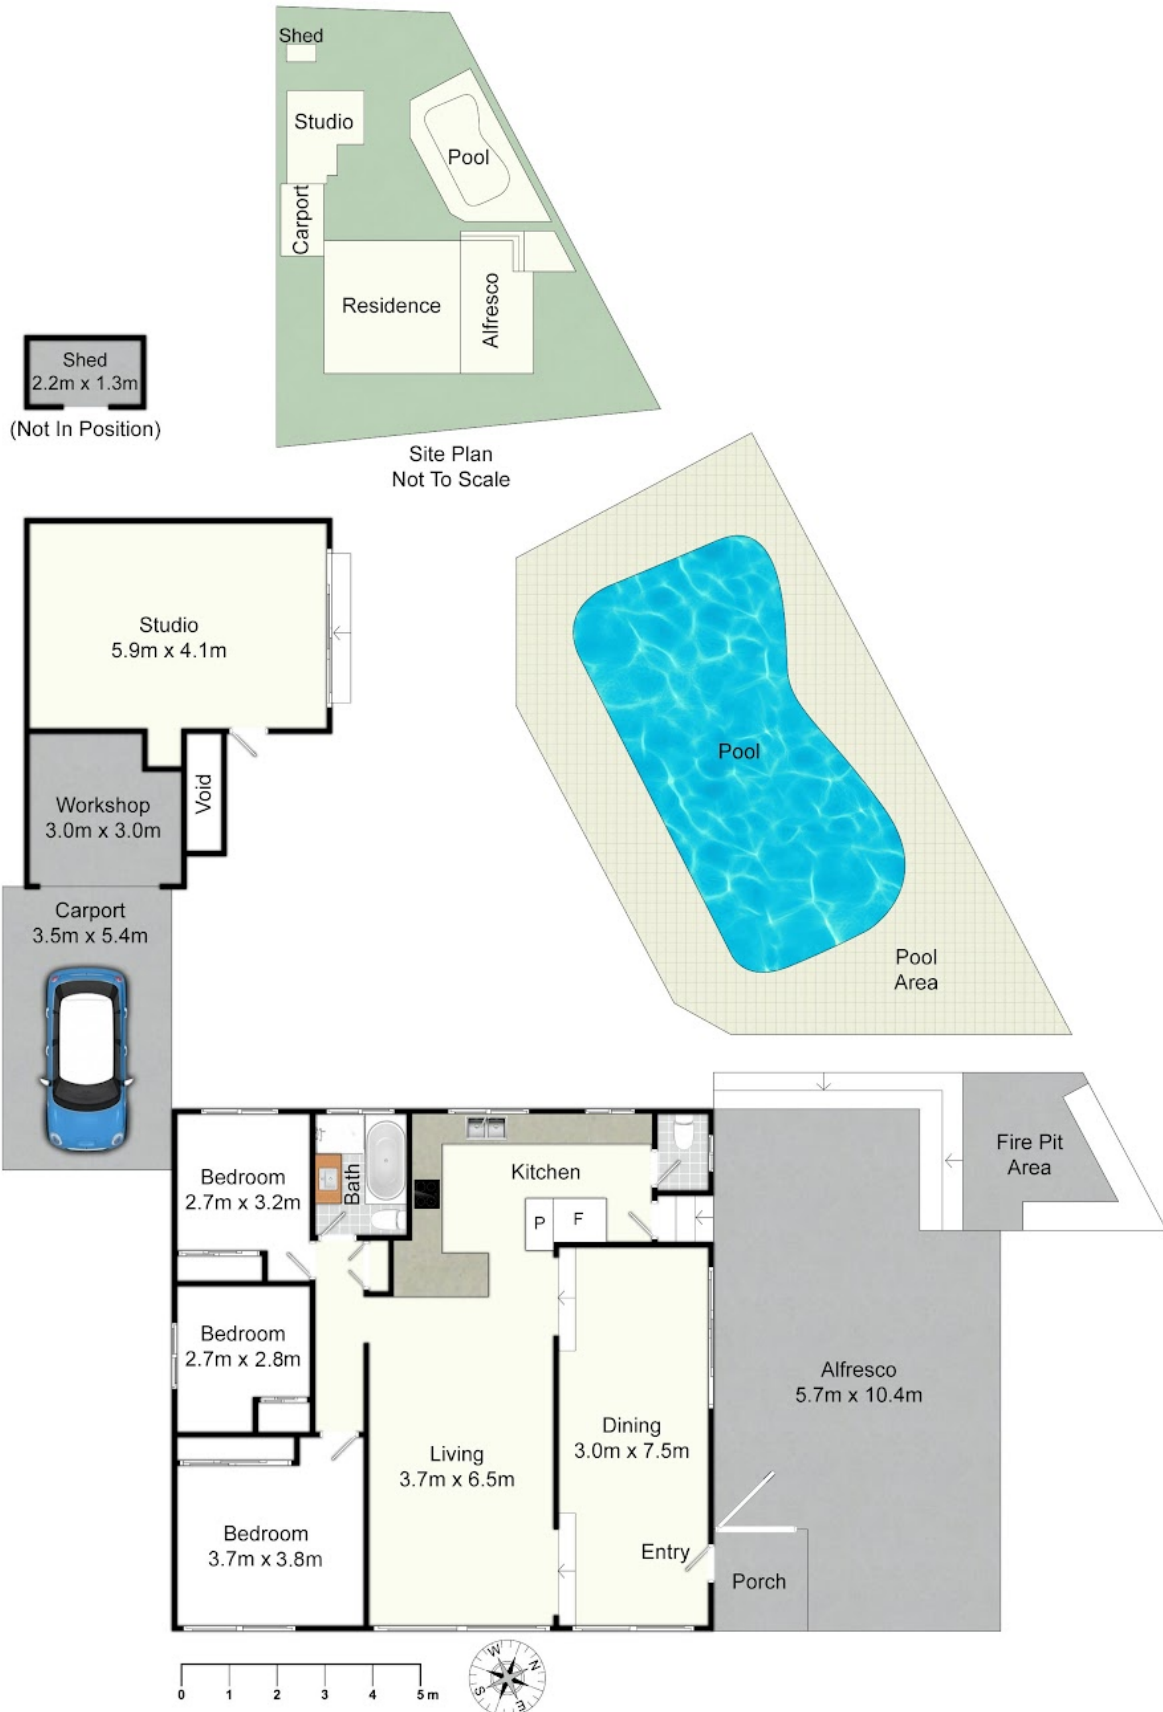 Shed
Studio
Pool
Carport
Residence
Alfresco
Shed
2.2m x 1.3m
(Not In Position)
Site Plan
Not To Scale
Studio
5.9m x 4.1m
Pool
Void
Workshop
3.0m x 3.0m
Carport
3.5m x 5.4m
Pool
Area
Fire Pit
Area
Bedroom
2.7m x 3.2m
Bath
Kitchen
P
F
Bedroom
2.7m x 2.8m
Alfresco
5.7m x 10.4m
Dining
3.0m x 7.5m
Living
3.7m x 6.5m
Bedroom
3.7m x 3.8m
Entry
Porch
0 1 2 3 4 5 m
W
N
S
E